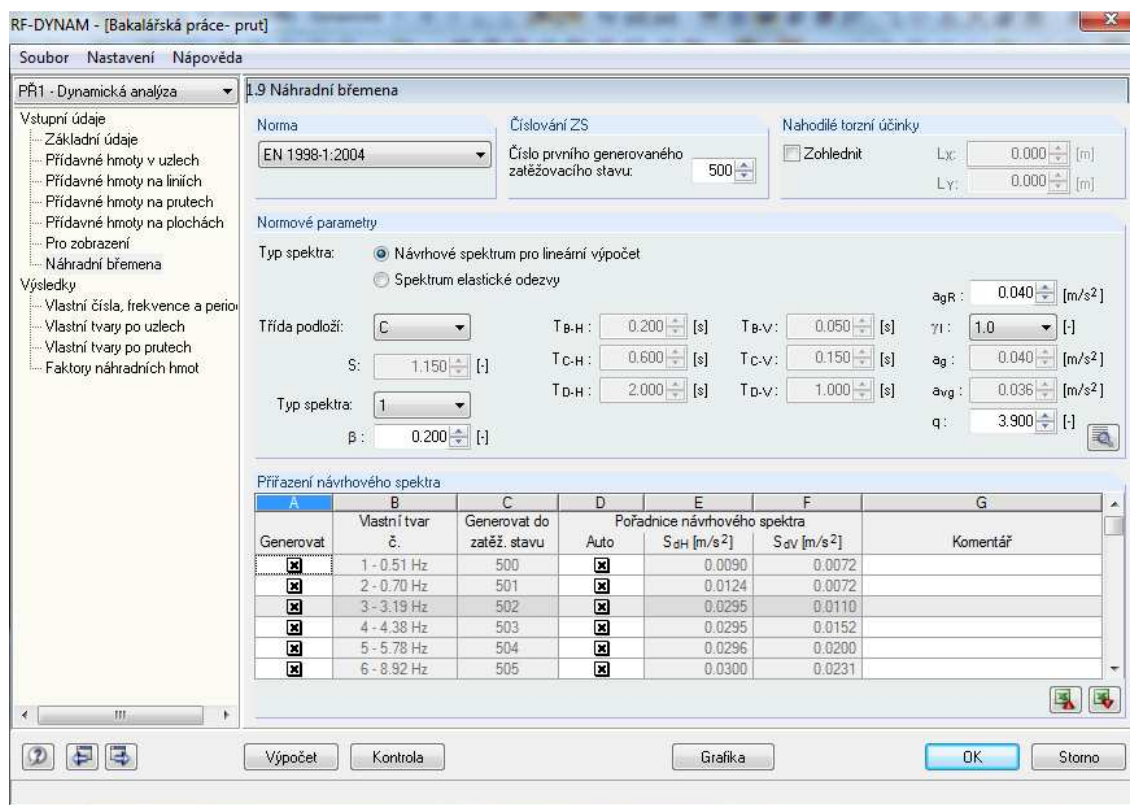 RF-DYNAM - [Bakalářská práce- prut]
Soubor Nastavení Nápověda
PŘ1 - Dynamická analýza
1.9 Náhradní břemena
Vstupní údaje
Základní údaje
Přídavné hmoty v uzlech
Přídavné hmoty na liniích
Přídavné hmoty na prutech
Přídavné hmoty na plochách
Pro zobrazení
Náhradní břemena
Výsledky
Vlastní čísla, frekvence a perio
Vlastní tvary po uzlech
Vlastní tvary po prutech
Faktory náhradních hmot
Norma
EN 1998-1:2004
Číslování ZS
Číslo prvního generovaného
zatěžovacího stavu: 500
Nahodilé torzní účinky
Zohlednit Lx: 0.000 [m]
Ly: 0.000 [m]
Normové parametry
Typ spektra: Návrhové spektrum pro lineární výpočet
Spektrum elastické odezvy
agR : 0.040 [m/s2]
Třída podloží: C TB-H : 0.200 [s] TB-V : 0.050 [s] γI : 1.0 [-]
S: 1.150 [-] TC-H : 0.600 [s] TC-V : 0.150 [s] ag : 0.040 [m/s2]
Typ spektra: 1 TD-H : 2.000 [s] TD-V : 1.000 [s] avg : 0.036 [m/s2]
β : 0.200 [-] q : 3.900 [-]
Přiřazení návrhového spektra
A B C D E F G
Vlastní tvar Generovat do Pořadnice návrhového spektra
Generovat č. zatěž. stavu Auto SdH [m/s2] SdV [m/s2] Komentář
1 - 0.51 Hz 500 0.0090 0.0072
2 - 0.70 Hz 501 0.0124 0.0072
3 - 3.19 Hz 502 0.0295 0.0110
4 - 4.38 Hz 503 0.0295 0.0152
5 - 5.78 Hz 504 0.0296 0.0200
6 - 8.92 Hz 505 0.0300 0.0231
Výpočet Kontrola Grafika OK Storno